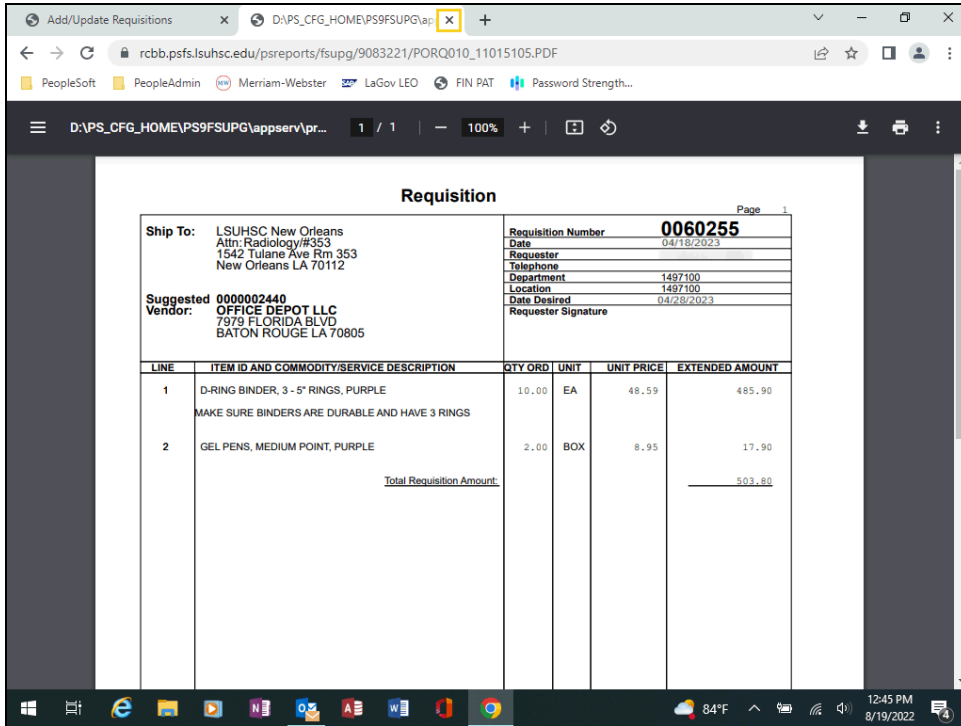 Add/Update Requisitions
D:\PS_CFG_HOME\PS9FSUPG\ap
rcbb.psfs.lsuhsc.edu/psreports/fsupg/9083221/PORQ010_11015105.PDF
PeopleSoft PeopleAdmin MW Merriam-Webster LaGov LEO FIN PAT Password Strength...
D:\PS_CFG_HOME\PS9FSUPG\appserv\pr... 1 / 1 100%
Requisition
Page 1
Ship To: LSUHSC New Orleans
Attn: Radiology/#353
1542 Tulane Ave Rm 353
New Orleans LA 70112
Suggested Vendor: 0000002440
OFFICE DEPOT LLC
7979 FLORIDA BLVD
BATON ROUGE LA 70805
Requisition Number 0060255
Date 04/18/2023
Requester
Telephone
Department 1497100
Location 1497100
Date Desired 04/28/2023
Requester Signature
LINE ITEM ID AND COMMODITY/SERVICE DESCRIPTION QTY ORD UNIT UNIT PRICE EXTENDED AMOUNT
1 D-RING BINDER, 3 - 5" RINGS, PURPLE 10.00 EA 48.59 485.90
MAKE SURE BINDERS ARE DURABLE AND HAVE 3 RINGS
2 GEL PENS, MEDIUM POINT, PURPLE 2.00 BOX 8.95 17.90
Total Requisition Amount: 503.80
84°F 12:45 PM
8/19/2022
4